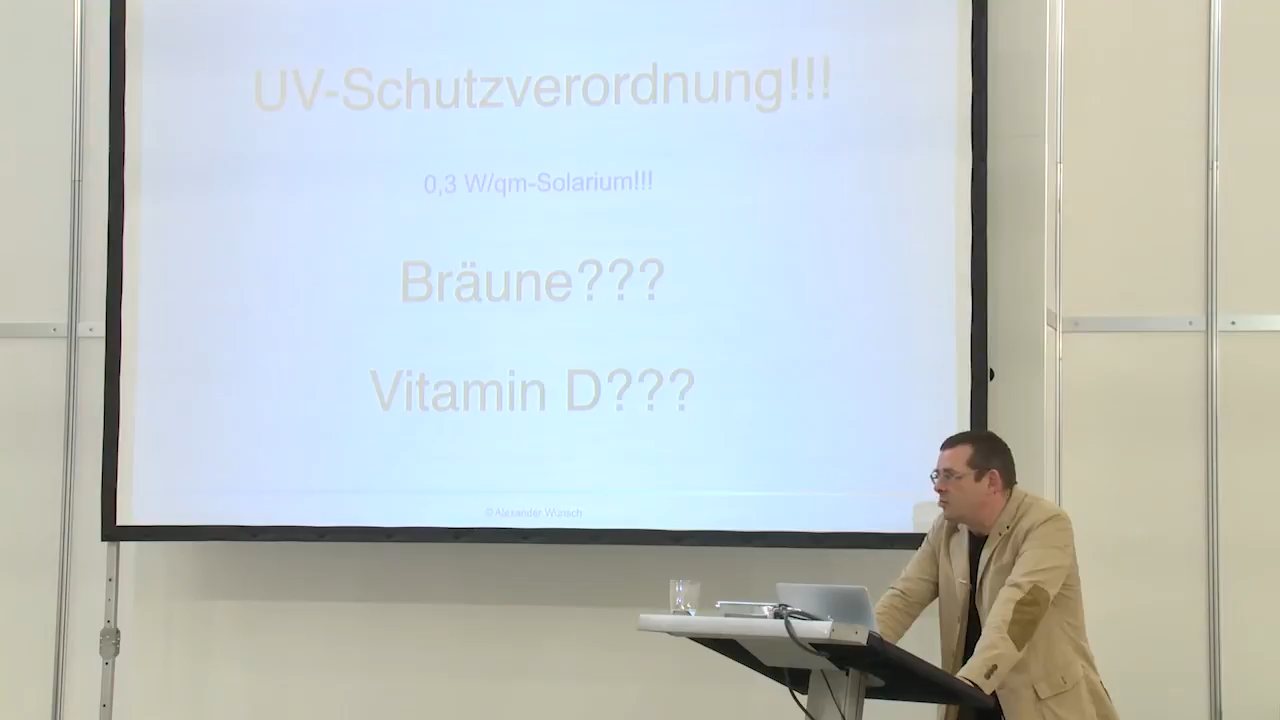 UV-Schutzverordnung!!!
0,3 W/qm-Solarium!!!
Bräune???
Vitamin D???
© Alexander Wunsch